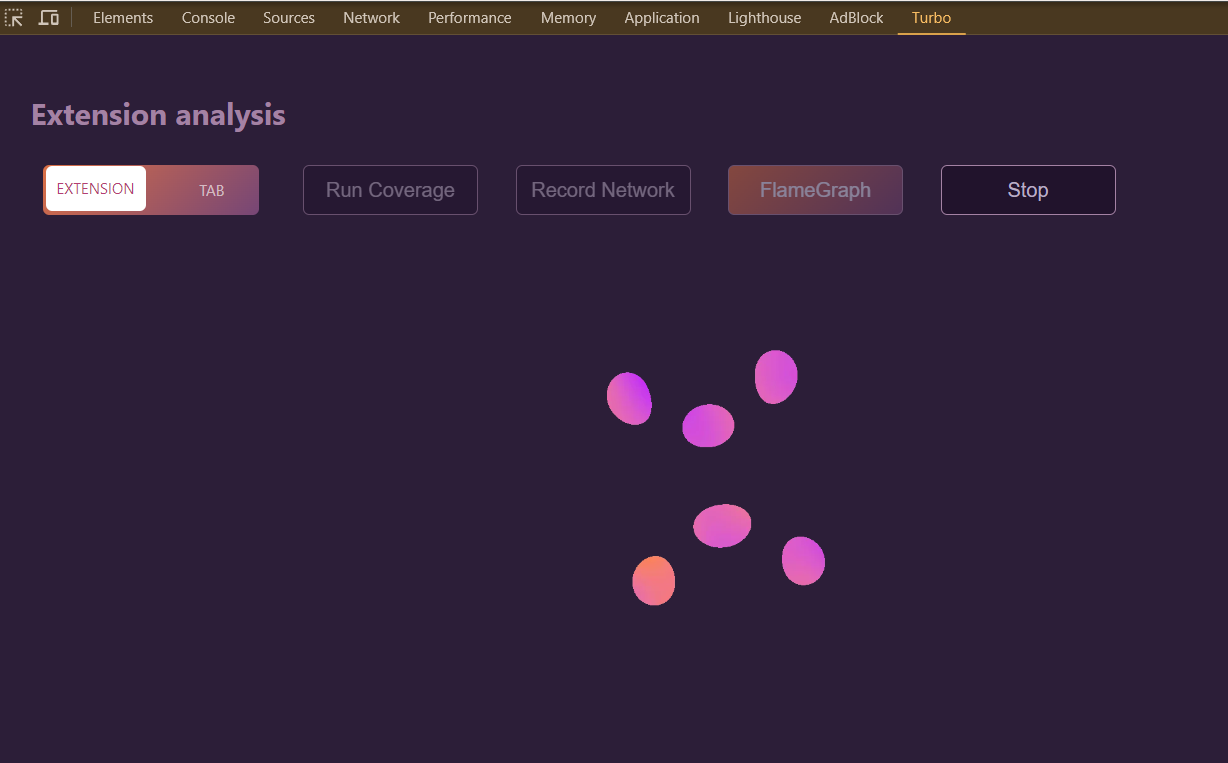 Elements Console Sources Network Performance Memory Application Lighthouse AdBlock Turbo
Extension analysis
EXTENSION TAB Run Coverage Record Network FlameGraph Stop